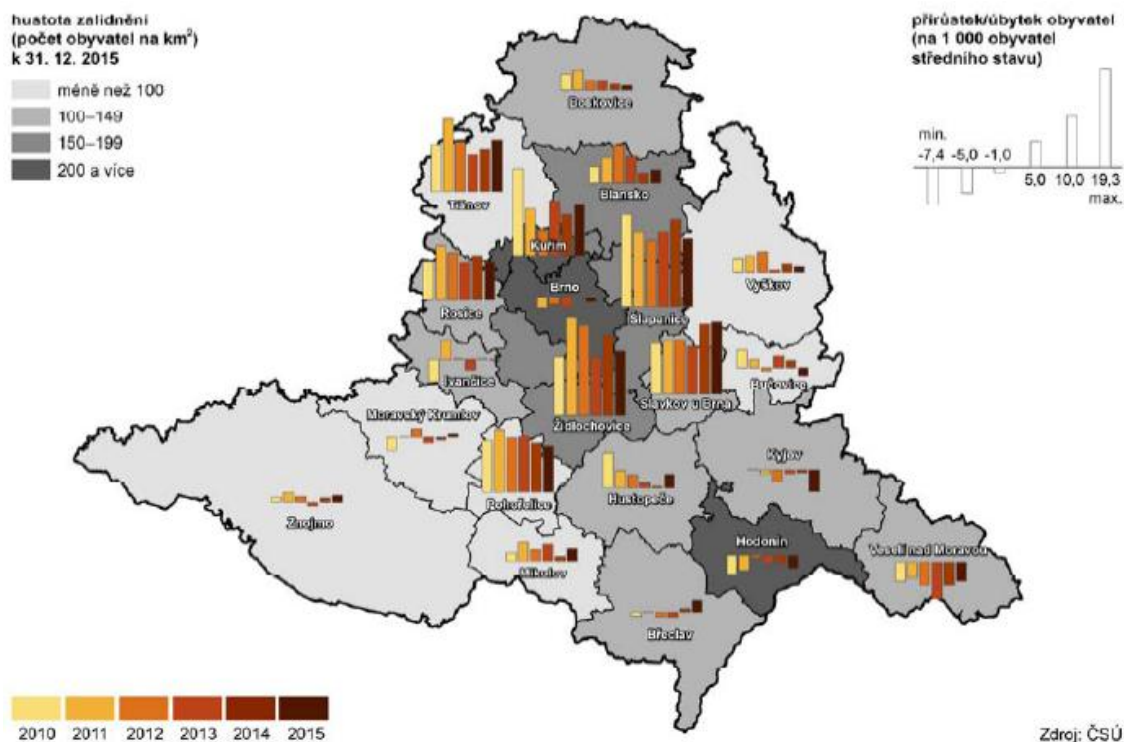 hustota zalidnění
(počet obyvatel na km²)
k 31. 12. 2015
méně než 100
100–149
150–199
200 a více
přírůstek/úbytek obyvatel
(na 1 000 obyvatel
středního stavu)
min.
-7,4 -5,0 -1,0
5,0 10,0 19,3
max.
Boskovice
Tišnov
Blansko
Kuřim
Brno
Vyškov
Rosice
Šlapanice
Ivančice
Bučovice
Slavkov u Brna
Moravský Krumlov
Židlochovice
Kyjov
Pohořelice
Hustopeče
Znojmo
Hodonín
Veselí nad Moravou
Mikulov
Břeclav
2010 2011 2012 2013 2014 2015
Zdroj: ČSÚ